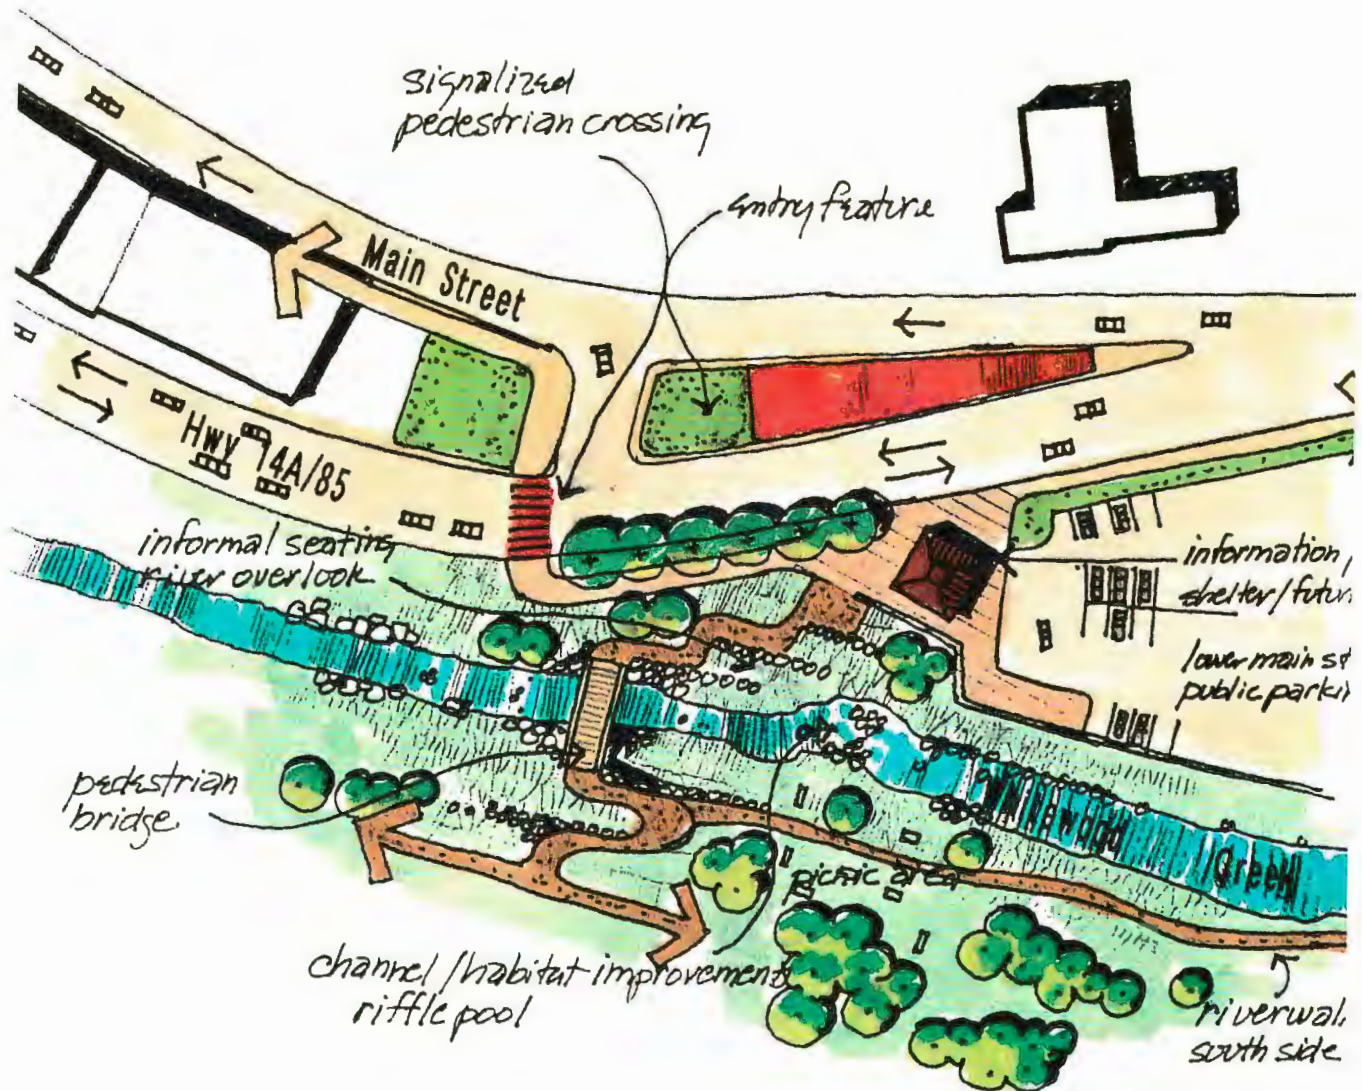 signalized
pedestrian crossing
entry feature
Main Street
Hwy 14A/85
informal seating
river overlook
information
shelter/futur
lower main st
public parki
pedestrian
bridge
Whitewood
Creek
picnic area
channel/habitat improvements
riffle pool
riverwal
south side